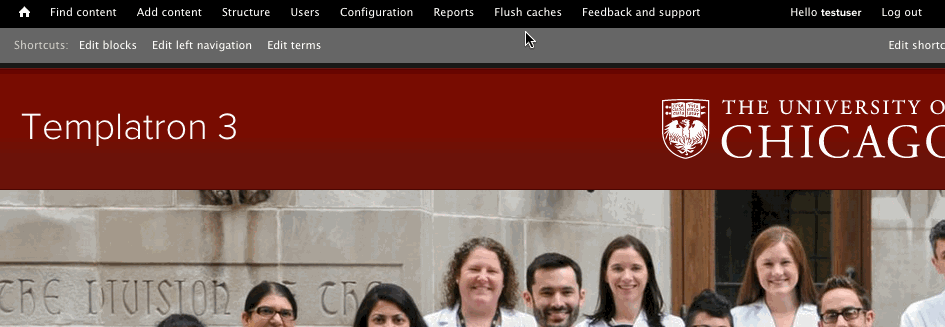 Find content Add content Structure Users Configuration Reports Flush caches Feedback and support Hello testuser Log out
Shortcuts: Edit blocks Edit left navigation Edit terms Edit shortc
Templatron 3
THE UNIVERSITY O
CHICAGO
THE DIVISION OF THE